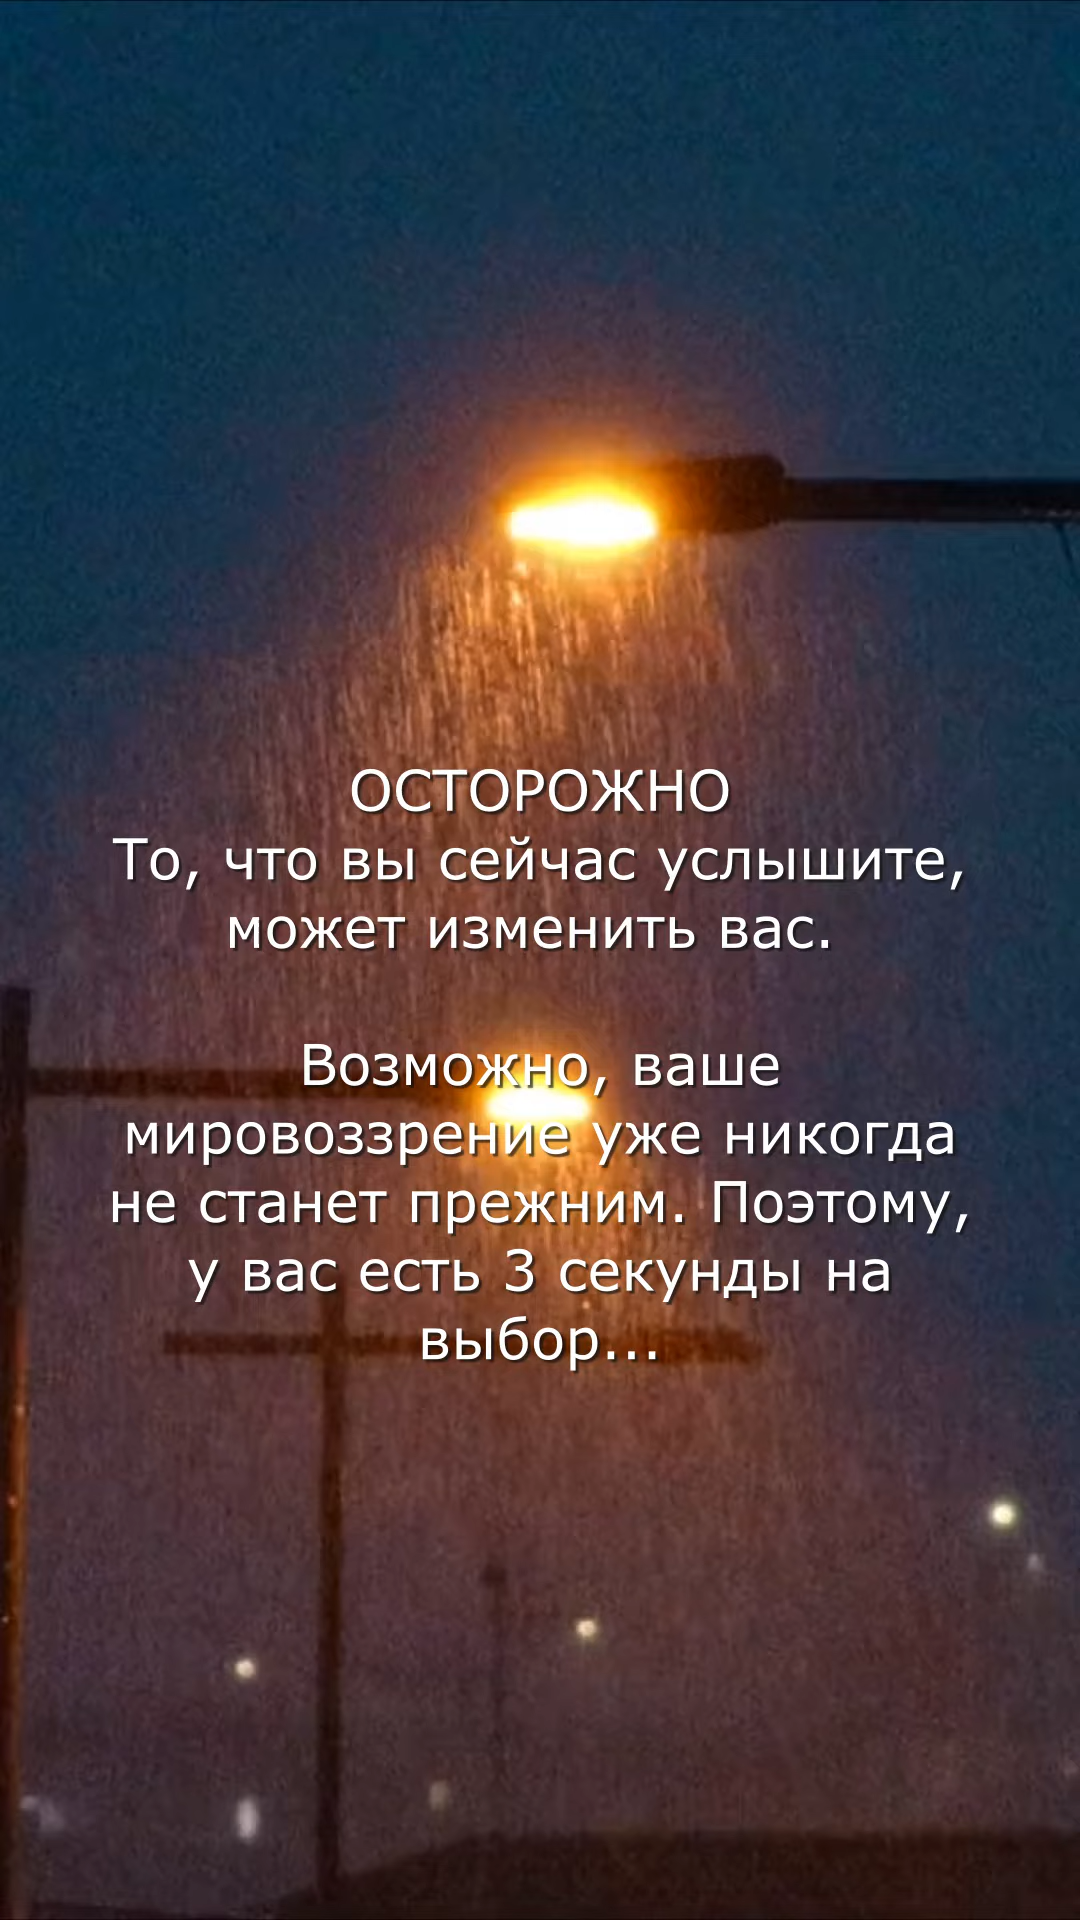 ОСТОРОЖНО
То, что вы сейчас услышите,
может изменить вас.
Возможно, ваше
мировоззрение уже никогда
не станет прежним. Поэтому,
у вас есть 3 секунды на
выбор...